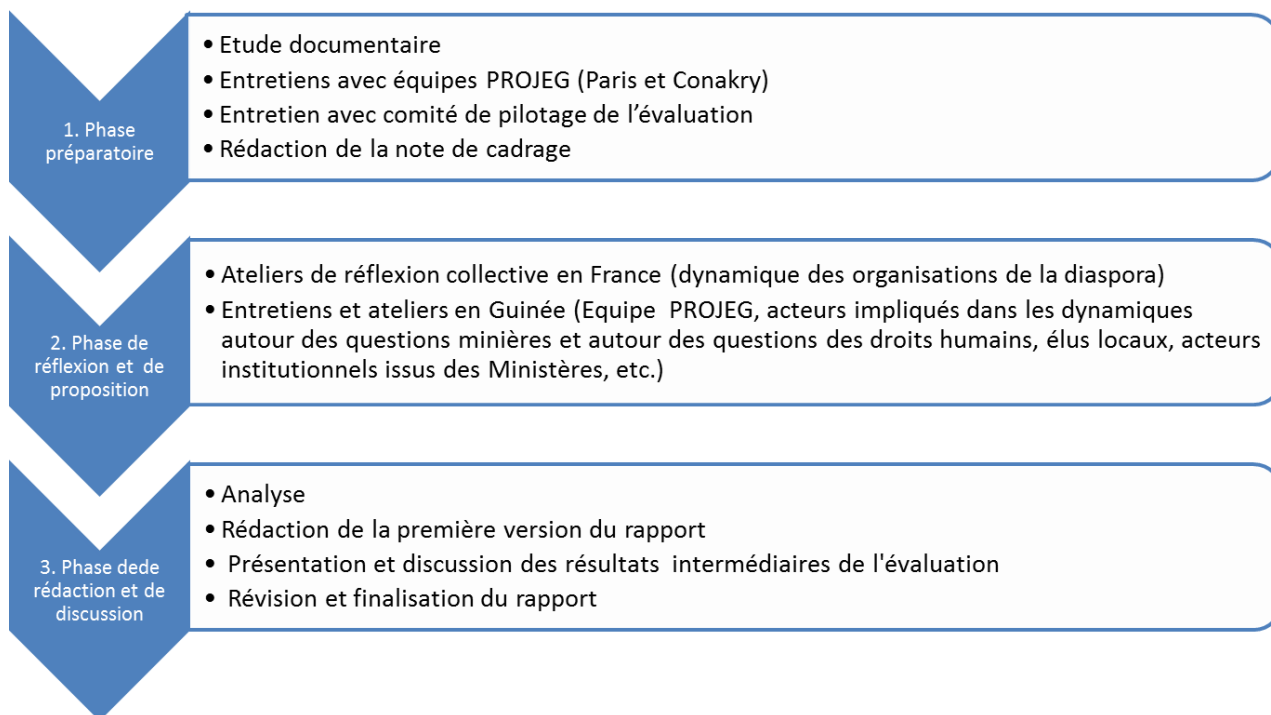 1. Phase
préparatoire
• Etude documentaire
• Entretiens avec équipes PROJEG (Paris et Conakry)
• Entretien avec comité de pilotage de l’évaluation
• Rédaction de la note de cadrage
2. Phase de
réflexion et de
proposition
• Ateliers de réflexion collective en France (dynamique des organisations de la diaspora)
• Entretiens et ateliers en Guinée (Equipe PROJEG, acteurs impliqués dans les dynamiques
autour des questions minières et autour des questions des droits humains, élus locaux, acteurs
institutionnels issus des Ministères, etc.)
3. Phase dede
rédaction et de
discussion
• Analyse
• Rédaction de la première version du rapport
• Présentation et discussion des résultats intermédiaires de l'évaluation
• Révision et finalisation du rapport